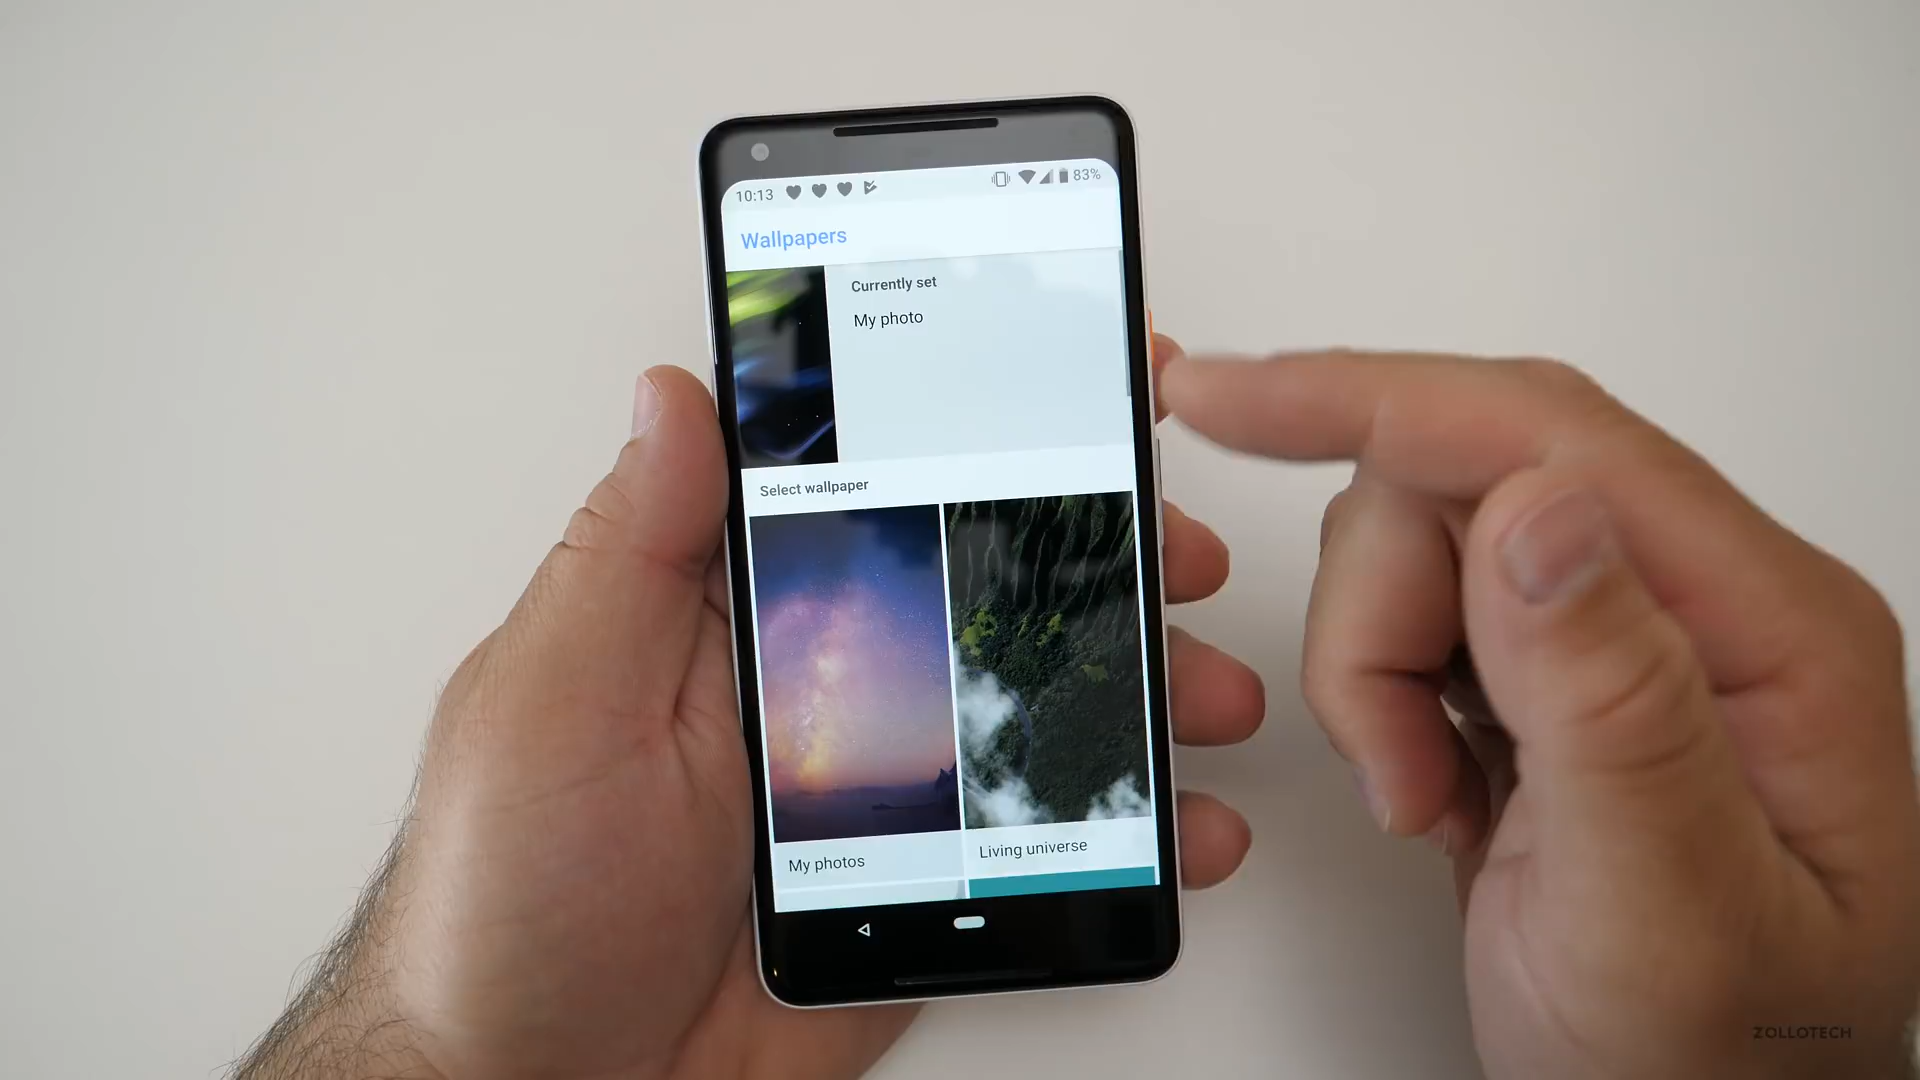 10:13
83%
Wallpapers
Currently set
My photo
Select wallpaper
My photos
Living universe
ZOLLOTECH